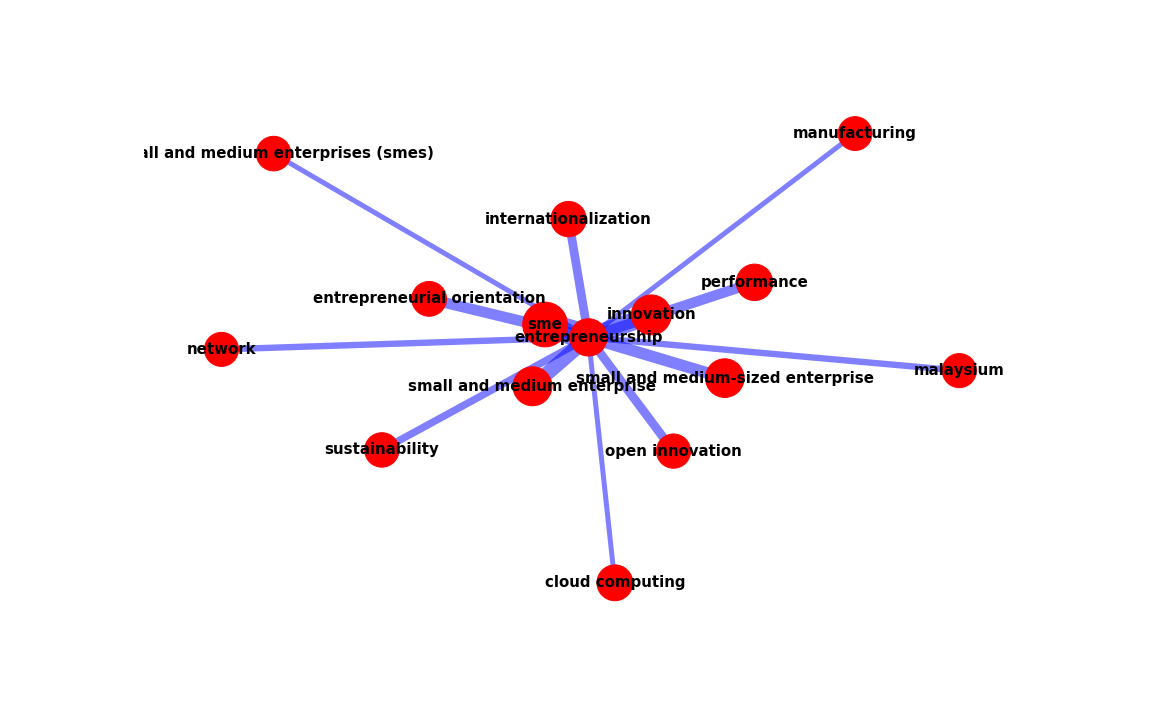 manufacturing
all and medium enterprises (smes)
internationalization
performance
entrepreneurial orientation
innovation
sme
entrepreneurship
network
malaysium
small and medium-sized enterprise
small and medium enterprise
sustainability
open innovation
cloud computing